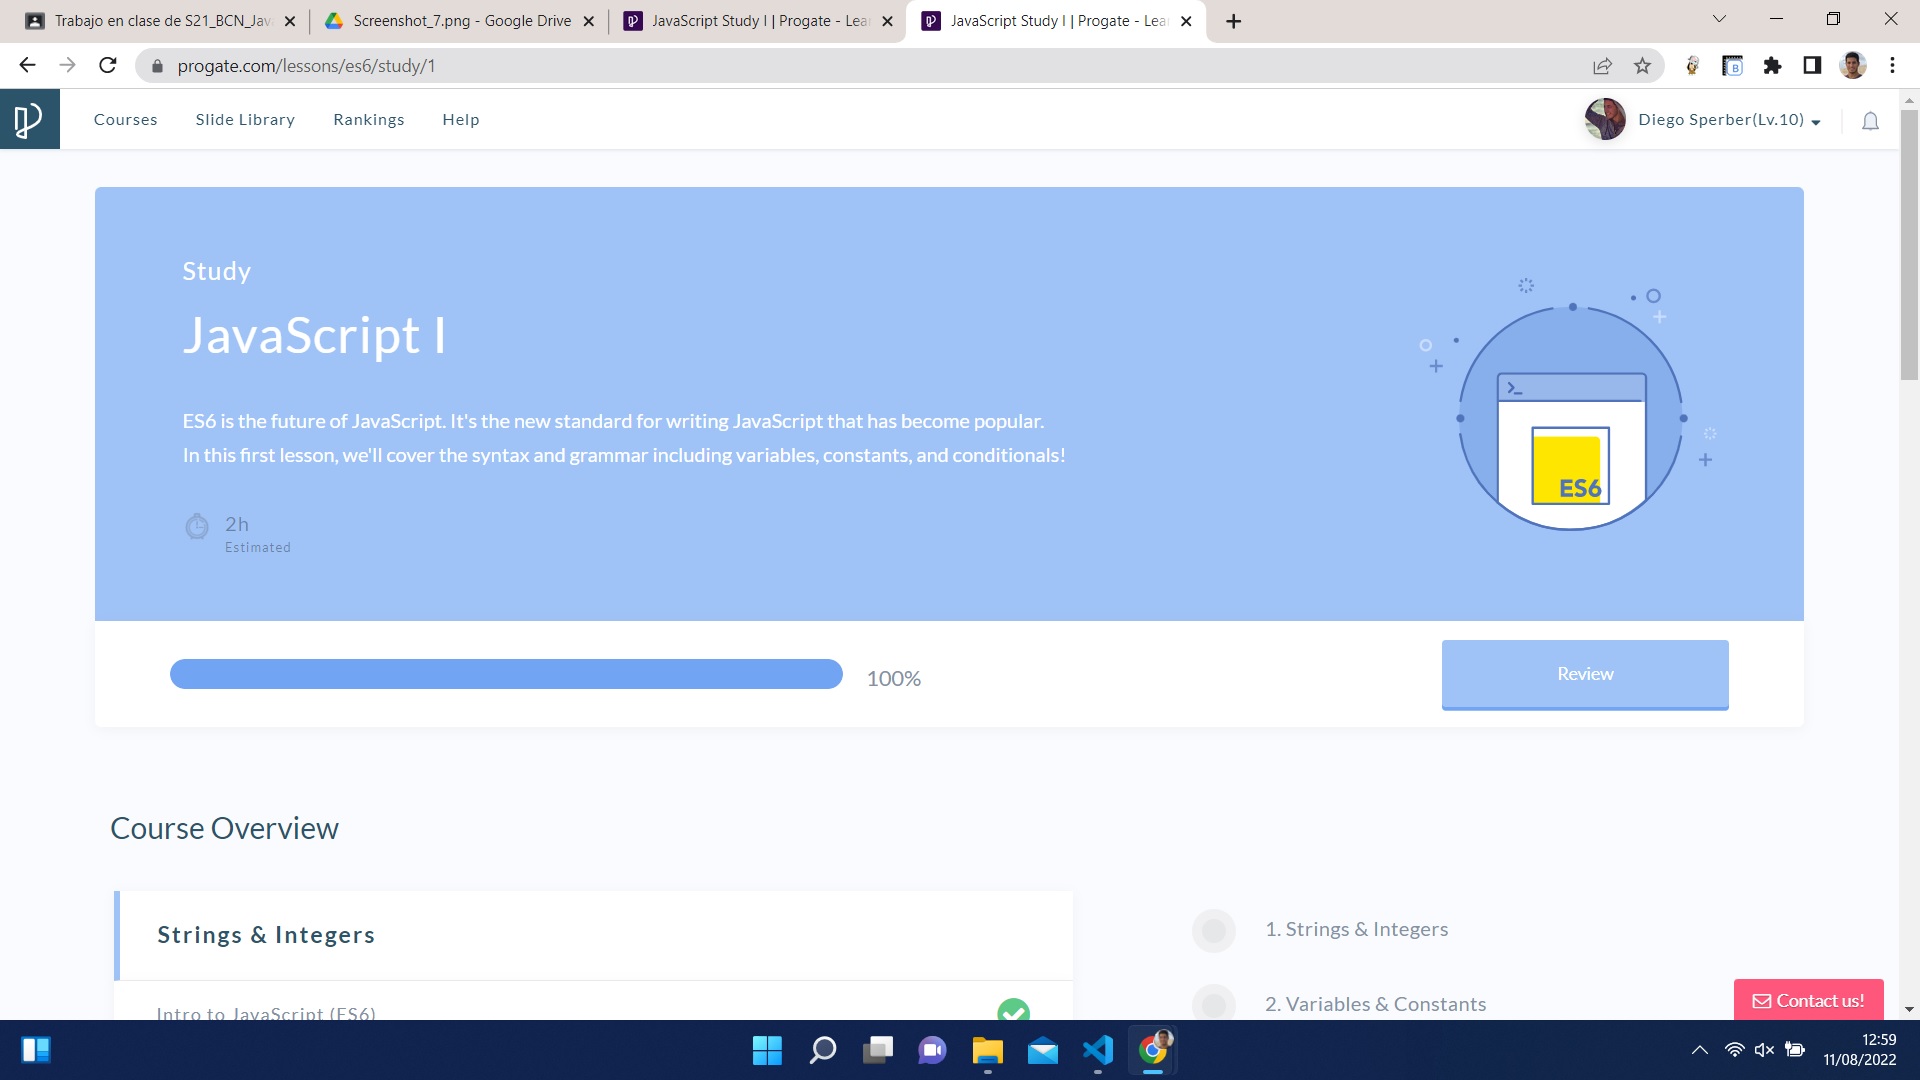 Trabajo en clase de S21_BCN_Jav
Screenshot_7.png - Google Drive
JavaScript Study I | Progate - Lea
JavaScript Study I | Progate - Lea
progate.com/lessons/es6/study/1
Courses
Slide Library
Rankings
Help
Diego Sperber(Lv.10)
Study
JavaScript I
ES6 is the future of JavaScript. It's the new standard for writing JavaScript that has become popular.
In this first lesson, we'll cover the syntax and grammar including variables, constants, and conditionals!
2h
Estimated
ES6
100%
Review
Course Overview
Strings & Integers
Intro to JavaScript (ES6)
1. Strings & Integers
2. Variables & Constants
Contact us!
12:59
11/08/2022